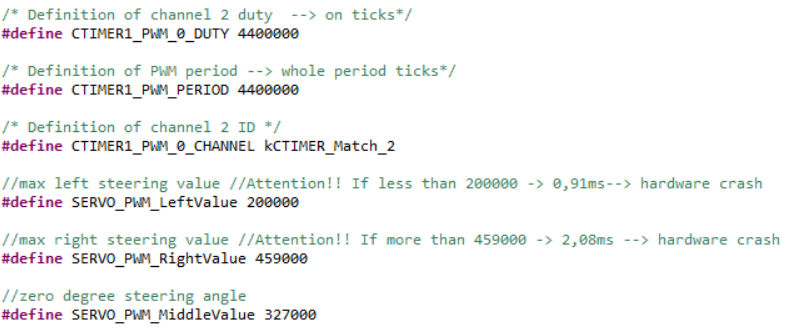 /* Definition of channel 2 duty  --> on ticks*/
#define CTIMER1_PWM_0_DUTY 4400000
/* Definition of PWM period --> whole period ticks*/
#define CTIMER1_PWM_PERIOD 4400000
/* Definition of channel 2 ID */
#define CTIMER1_PWM_0_CHANNEL kCTIMER_Match_2
//max left steering value //Attention!! If less than 200000 -> 0,91ms--> hardware crash
#define SERVO_PWM_LeftValue 200000
//max right steering value //Attention!! If more than 459000 -> 2,08ms --> hardware crash
#define SERVO_PWM_RightValue 459000
//zero degree steering angle
#define SERVO_PWM_MiddleValue 327000